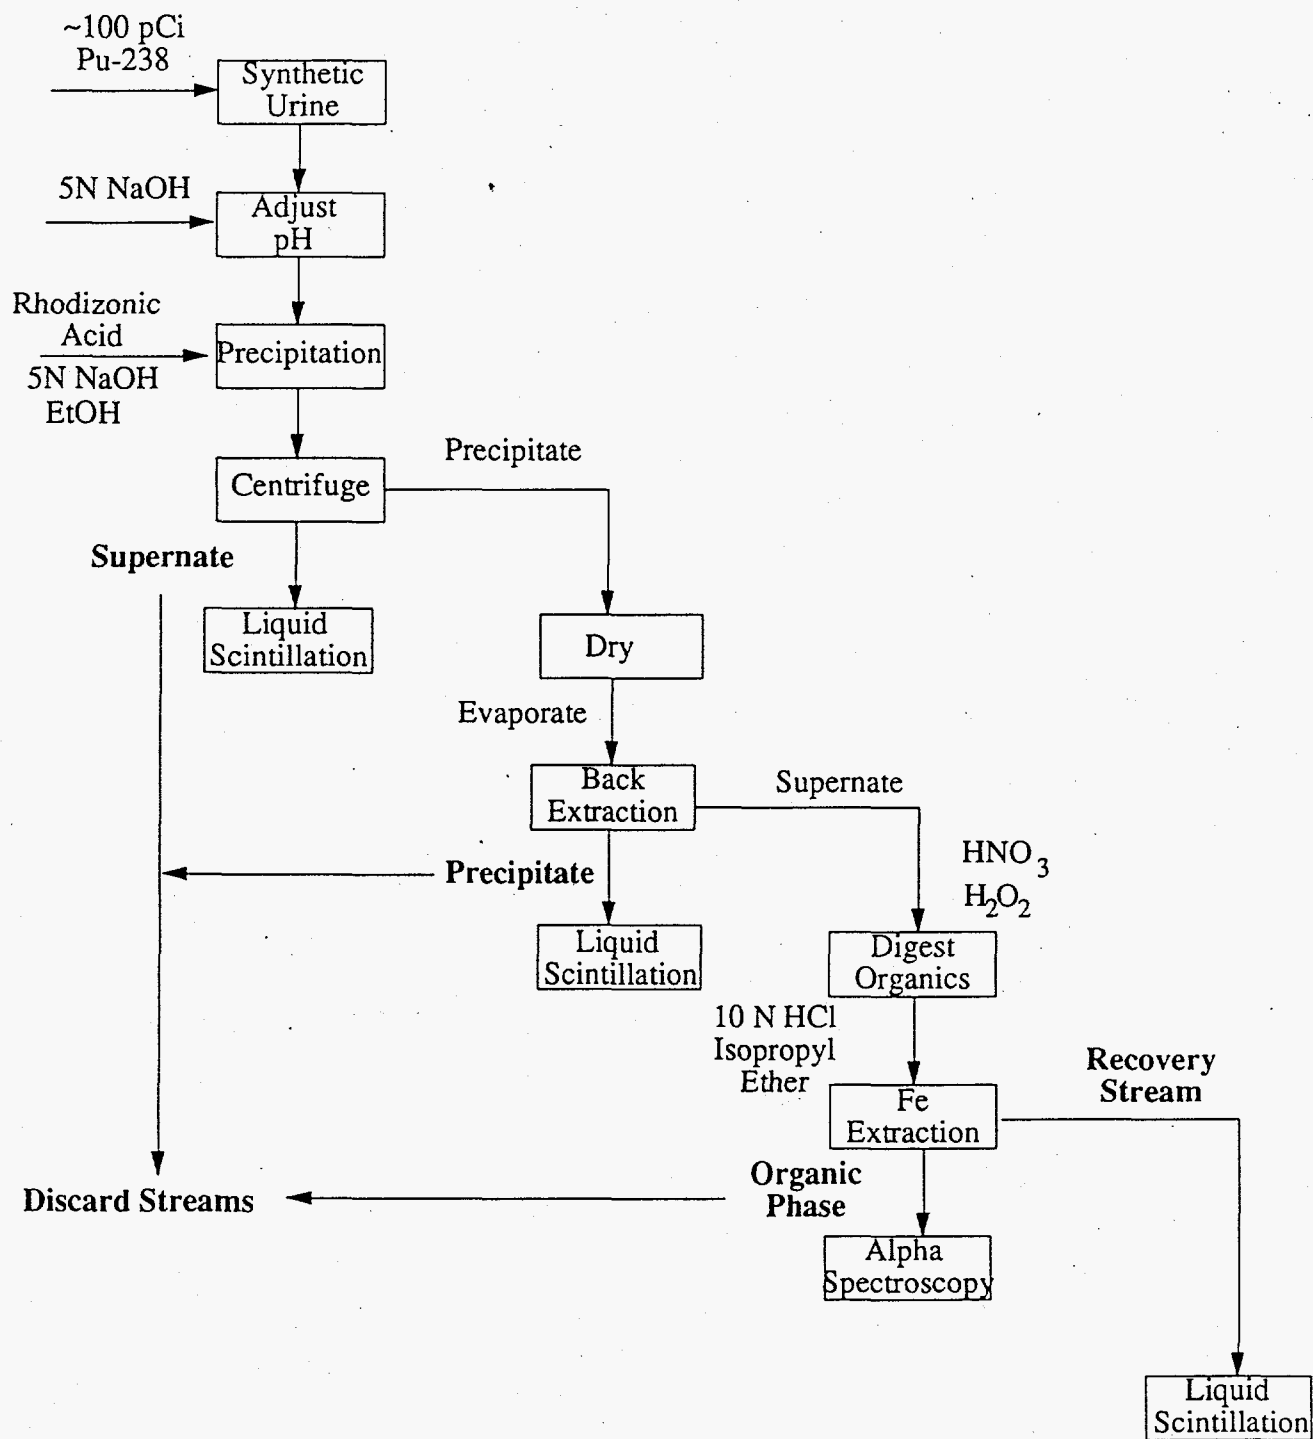 ~100 pCi
Pu-238
Synthetic
Urine
5N NaOH
Adjust
pH
Rhodizonic
Acid
5N NaOH
EtOH
Precipitation
Centrifuge
Precipitate
Supernate
Liquid
Scintillation
Dry
Evaporate
Back
Extraction
Supernate
Precipitate
HNO3
H2O2
Liquid
Scintillation
Digest
Organics
10 N HCl
Isopropyl
Ether
Recovery
Stream
Fe
Extraction
Organic
Phase
Discard Streams
Alpha
Spectroscopy
Liquid
Scintillation